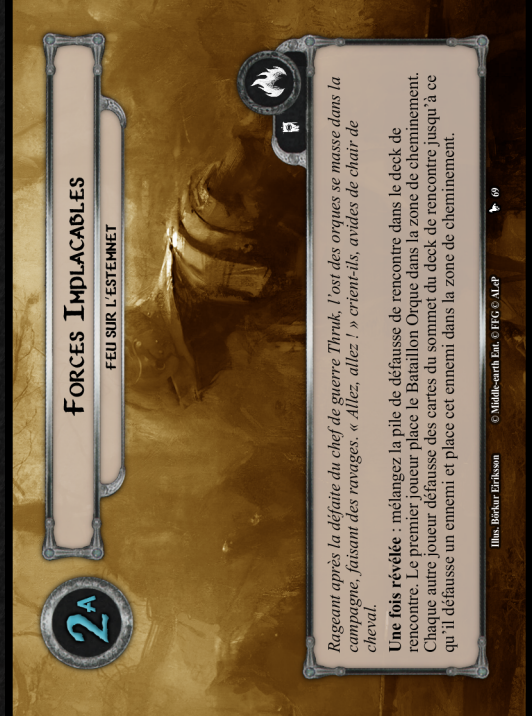 2A
FORCES IMPLACABLES
FEU SUR L'ESTEMNET
Rageant après la défaite du chef de guerre Thruk, l'ost des orques se masse dans la
campagne, faisant des ravages. « Allez, allez ! » crient-ils, avides de chair de
cheval.
Une fois révélée : mélangez la pile de défausse de rencontre dans le deck de
rencontre. Le premier joueur place le Bataillon Orque dans la zone de cheminement.
Chaque autre joueur défausse des cartes du sommet du deck de rencontre jusqu'à ce
qu'il défausse un ennemi et place cet ennemi dans la zone de cheminement.
Illus. Börkur Eiríksson © Middle-earth Ent. © FFG © ALeP 69